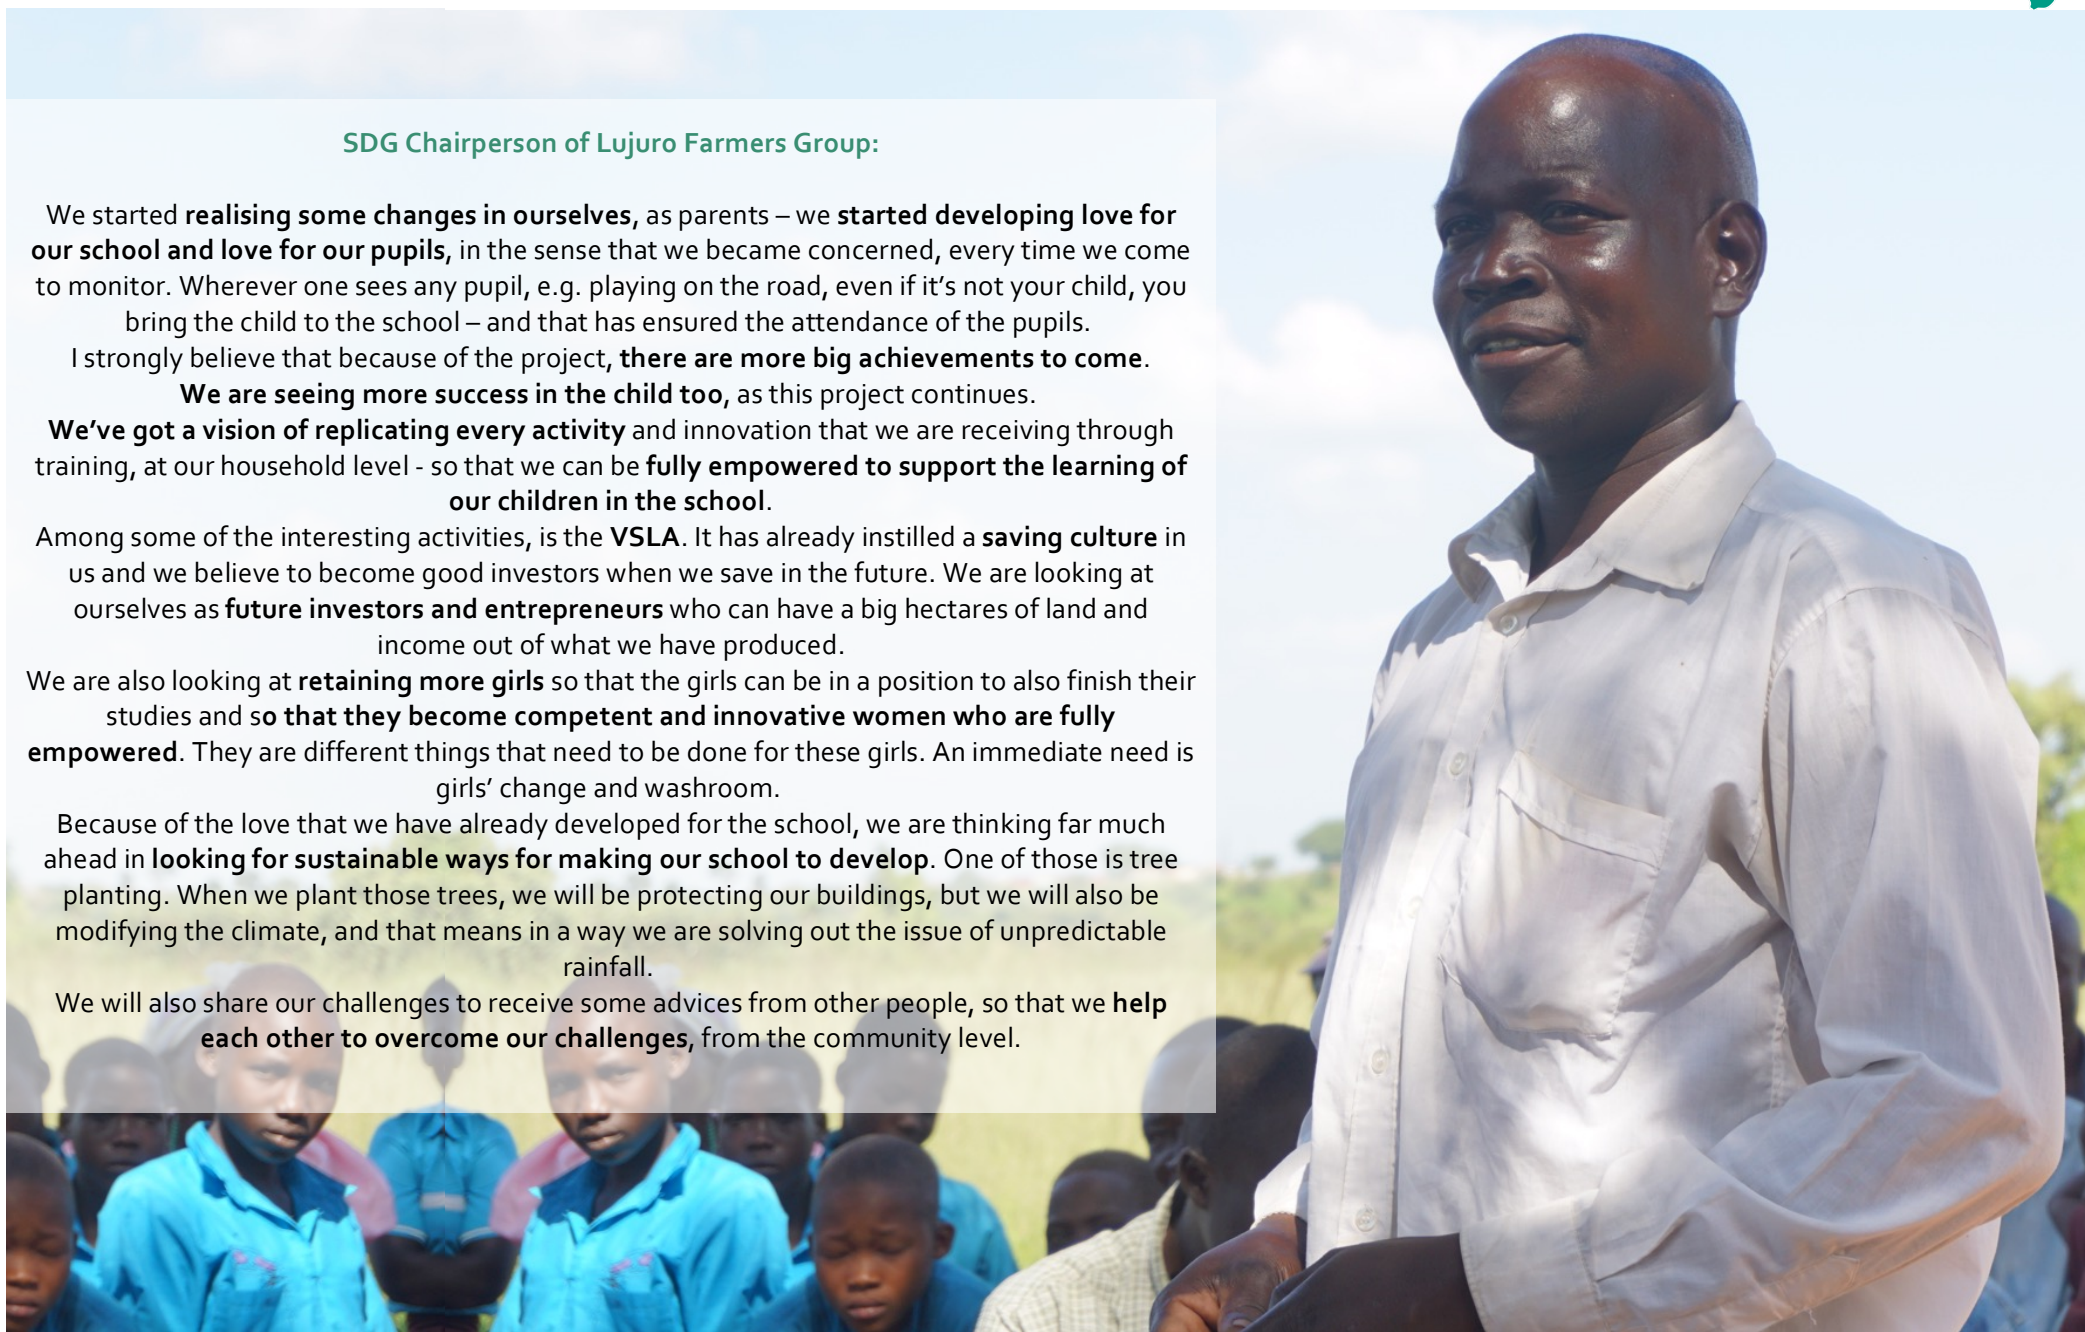 SDG Chairperson of Lujuro Farmers Group:
We started realising some changes in ourselves, as parents – we started developing love for
our school and love for our pupils, in the sense that we became concerned, every time we come
to monitor. Wherever one sees any pupil, e.g. playing on the road, even if it’s not your child, you
bring the child to the school – and that has ensured the attendance of the pupils.
I strongly believe that because of the project, there are more big achievements to come.
We are seeing more success in the child too, as this project continues.
We’ve got a vision of replicating every activity and innovation that we are receiving through
training, at our household level - so that we can be fully empowered to support the learning of
our children in the school.
Among some of the interesting activities, is the VSLA. It has already instilled a saving culture in
us and we believe to become good investors when we save in the future. We are looking at
ourselves as future investors and entrepreneurs who can have a big hectares of land and
income out of what we have produced.
We are also looking at retaining more girls so that the girls can be in a position to also finish their
studies and so that they become competent and innovative women who are fully
empowered. They are different things that need to be done for these girls. An immediate need is
girls’ change and washroom.
Because of the love that we have already developed for the school, we are thinking far much
ahead in looking for sustainable ways for making our school to develop. One of those is tree
planting. When we plant those trees, we will be protecting our buildings, but we will also be
modifying the climate, and that means in a way we are solving out the issue of unpredictable
rainfall.
We will also share our challenges to receive some advices from other people, so that we help
each other to overcome our challenges, from the community level.